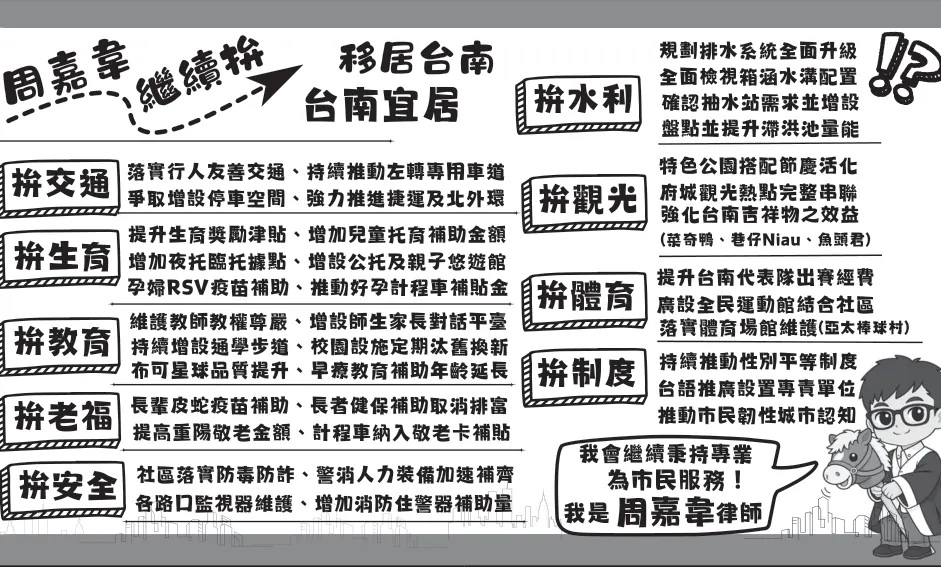 周嘉韋 繼續拚
移居台南
台南宜居
拚交通
落實行人友善交通、持續推動左轉專用車道
爭取增設停車空間、強力推進捷運及北外環
拚生育
提升生育獎勵津貼、增加兒童托育補助金額
增加夜托臨托據點、增設公托及親子悠遊館
孕婦RSV疫苗補助、推動好孕計程車補貼金
拚教育
維護教師教權尊嚴、增設師生家長對話平臺
持續增設通學步道、校園設施定期汰舊換新
布可星球品質提升、早療教育補助年齡延長
拚老福
長輩皮蛇疫苗補助、長者健保補助取消排富
提高重陽敬老金額、計程車納入敬老卡補貼
拚安全
社區落實防毒防詐、警消人力裝備加速補齊
各路口監視器維護、增加消防住警器補助量
拚水利
規劃排水系統全面升級
全面檢視箱涵水溝配置
確認抽水站需求並增設
盤點並提升滯洪池量能
!?
拚觀光
特色公園搭配節慶活化
府城觀光熱點完整串聯
強化台南吉祥物之效益
(菜奇鴨、巷仔Niau、魚頭君)
拚體育
提升台南代表隊出賽經費
廣設全民運動館結合社區
落實體育場館維護(亞太棒球村)
拚制度
持續推動性別平等制度
台語推廣設置專責單位
推動市民韌性城市認知
我會繼續秉持專業
為市民服務！
我是 周嘉韋律師